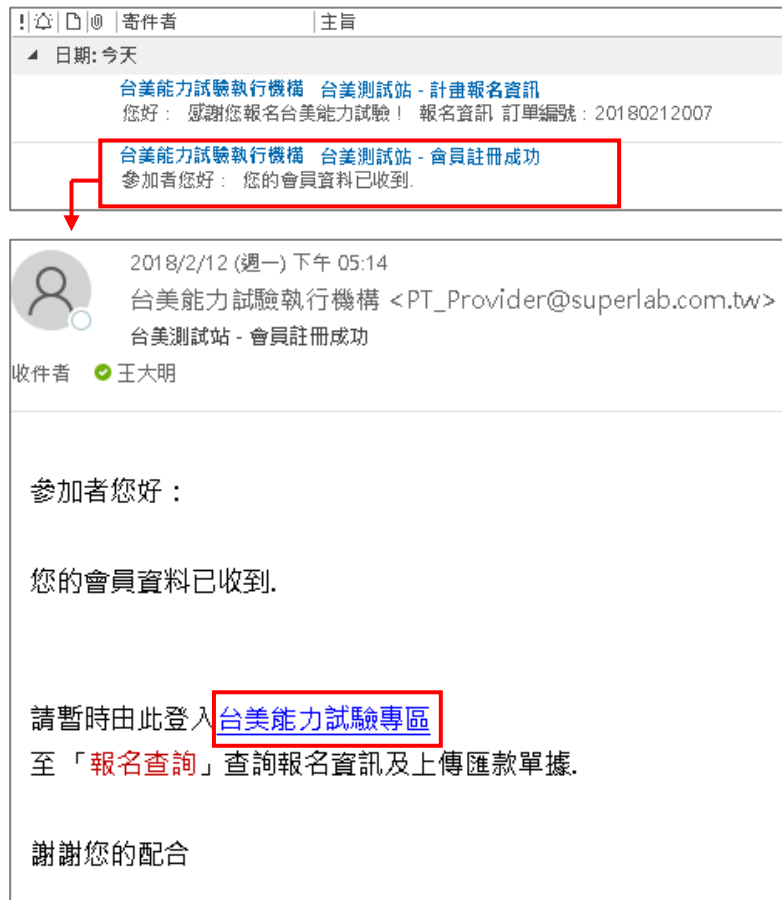 ! 寄件者 主旨
日期: 今天
台美能力試驗執行機構 台美測試站 - 計畫報名資訊
您好： 感謝您報名台美能力試驗！ 報名資訊 訂單編號：20180212007
台美能力試驗執行機構 台美測試站 - 會員註冊成功
參加者您好： 您的會員資料已收到.
2018/2/12 (週一) 下午 05:14
台美能力試驗執行機構 <PT_Provider@superlab.com.tw>
台美測試站 - 會員註冊成功
收件者 王大明
參加者您好：
您的會員資料已收到.
請暫時由此登入台美能力試驗專區
至 「報名查詢」查詢報名資訊及上傳匯款單據.
謝謝您的配合